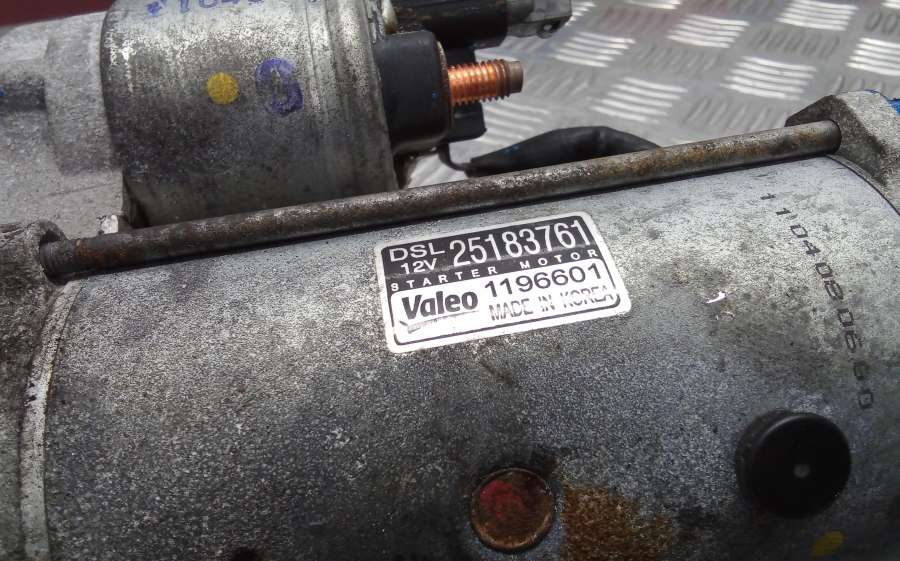 DSL 25183761
12V
STARTER MOTOR
Valeo 1196601
MADE IN KOREA